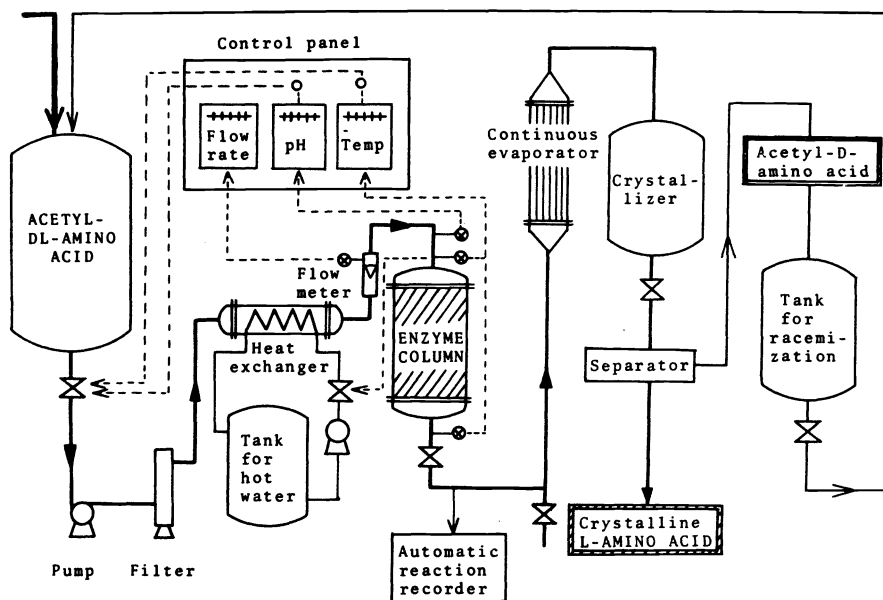 Control panel
Flow
rate
pH
Temp
ACETYL-
DL-AMINO
ACID
Flow
meter
Heat
exchanger
ENZYME
COLUMN
Tank
for
hot
water
Pump
Filter
Automatic
reaction
recorder
Continuous
evaporator
Crystal-
lizer
Separator
Crystalline
L-AMINO ACID
Acetyl-D-
amino acid
Tank
for
racemi-
zation